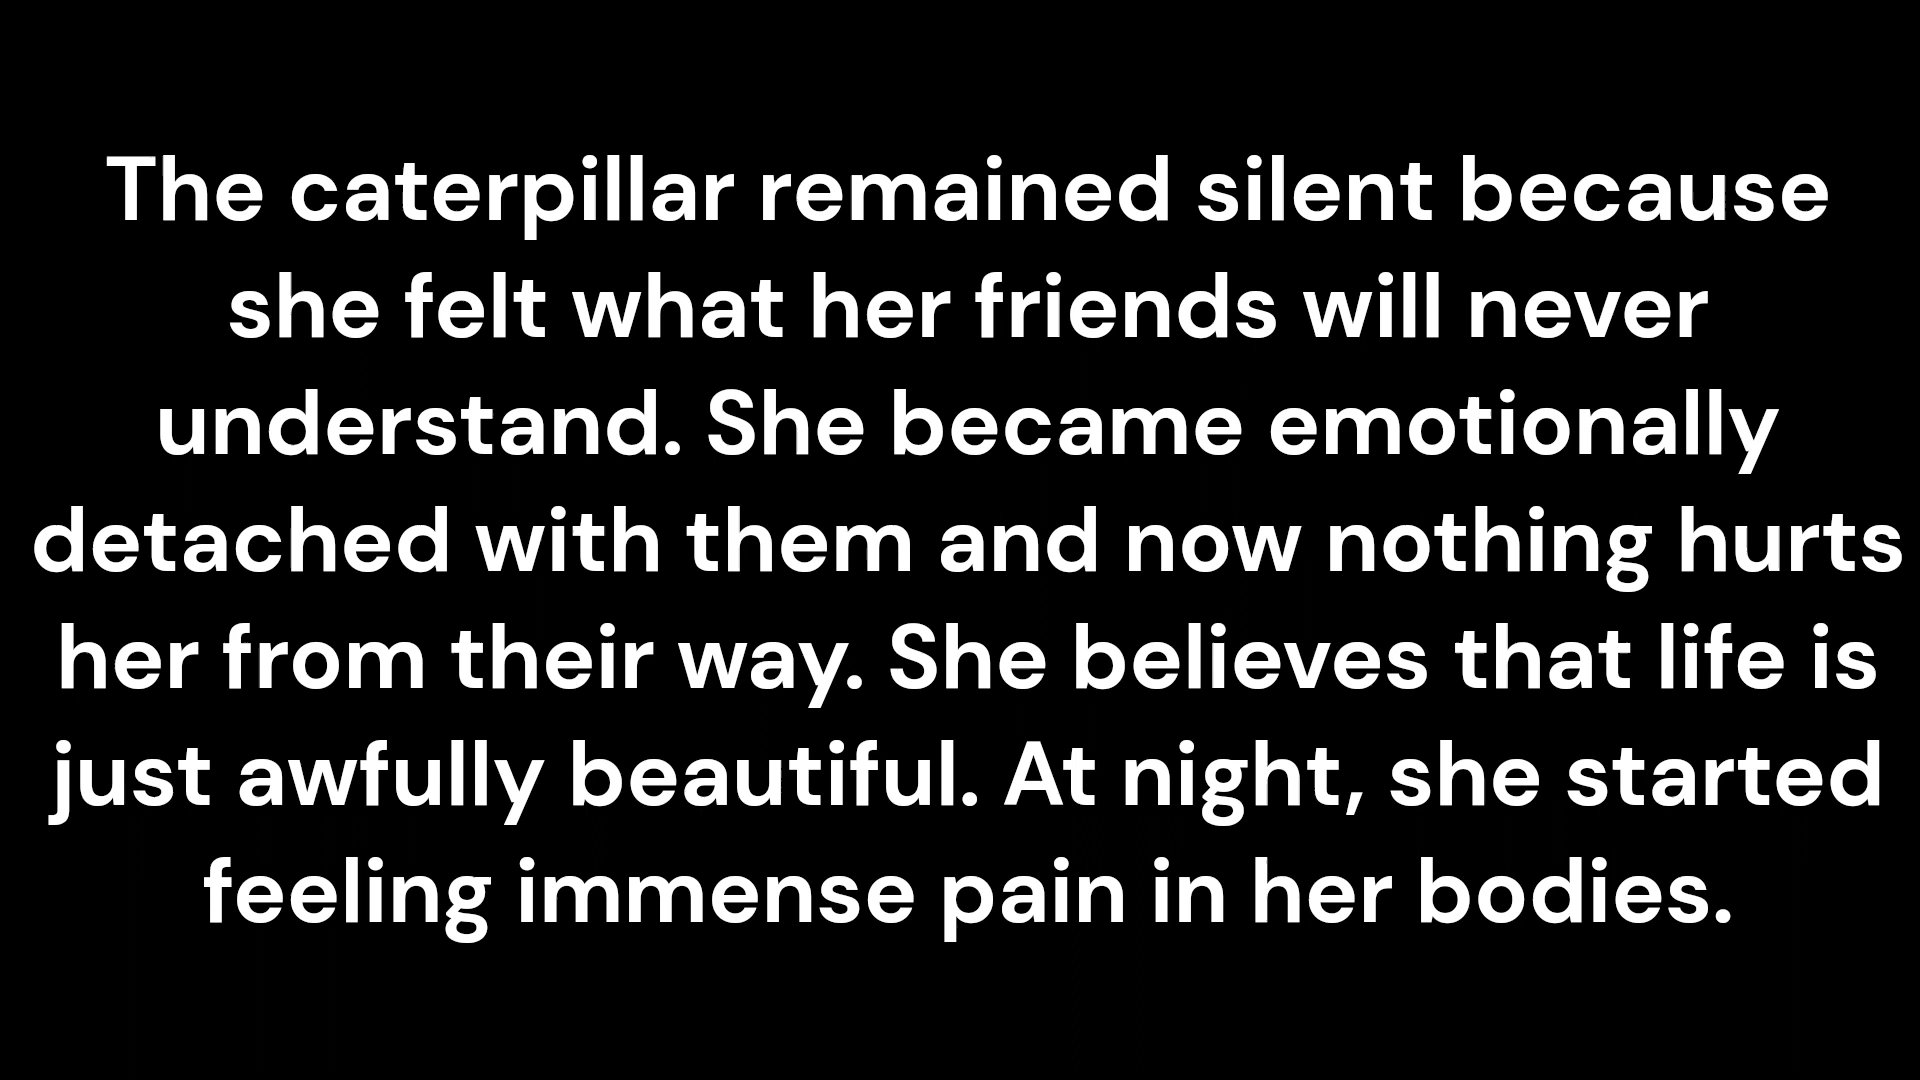 The caterpillar remained silent because
she felt what her friends will never
understand. She became emotionally
detached with them and now nothing hurts
her from their way. She believes that life is
just awfully beautiful. At night, she started
feeling immense pain in her bodies.